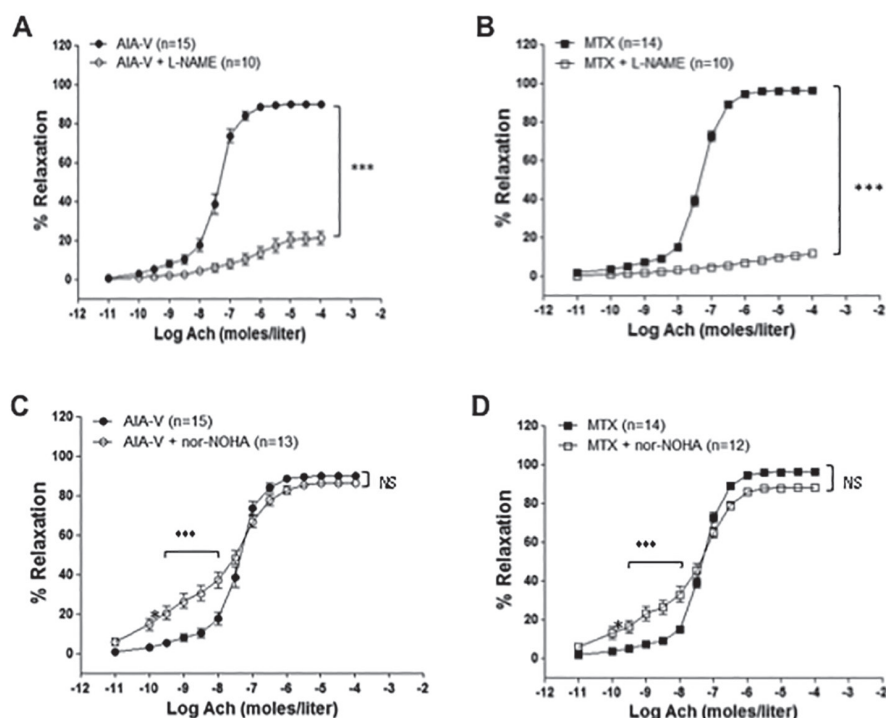 A
AIA-V (n=15)
AIA-V + L-NAME (n=10)
120
100
80
60
40
20
0
% Relaxation
***
-12 -11 -10 -9 -8 -7 -6 -5 -4 -3 -2
Log Ach (moles/liter)
B
MTX (n=14)
MTX + L-NAME (n=10)
120
100
80
60
40
20
0
% Relaxation
***
-12 -11 -10 -9 -8 -7 -6 -5 -4 -3 -2
Log Ach (moles/liter)
C
AIA-V (n=15)
AIA-V + nor-NOHA (n=13)
120
100
80
60
40
20
0
% Relaxation
NS
♦♦♦
*
-12 -11 -10 -9 -8 -7 -6 -5 -4 -3 -2
Log Ach (moles/liter)
D
MTX (n=14)
MTX + nor-NOHA (n=12)
120
100
80
60
40
20
0
% Relaxation
NS
♦♦♦
*
-12 -11 -10 -9 -8 -7 -6 -5 -4 -3 -2
Log Ach (moles/liter)